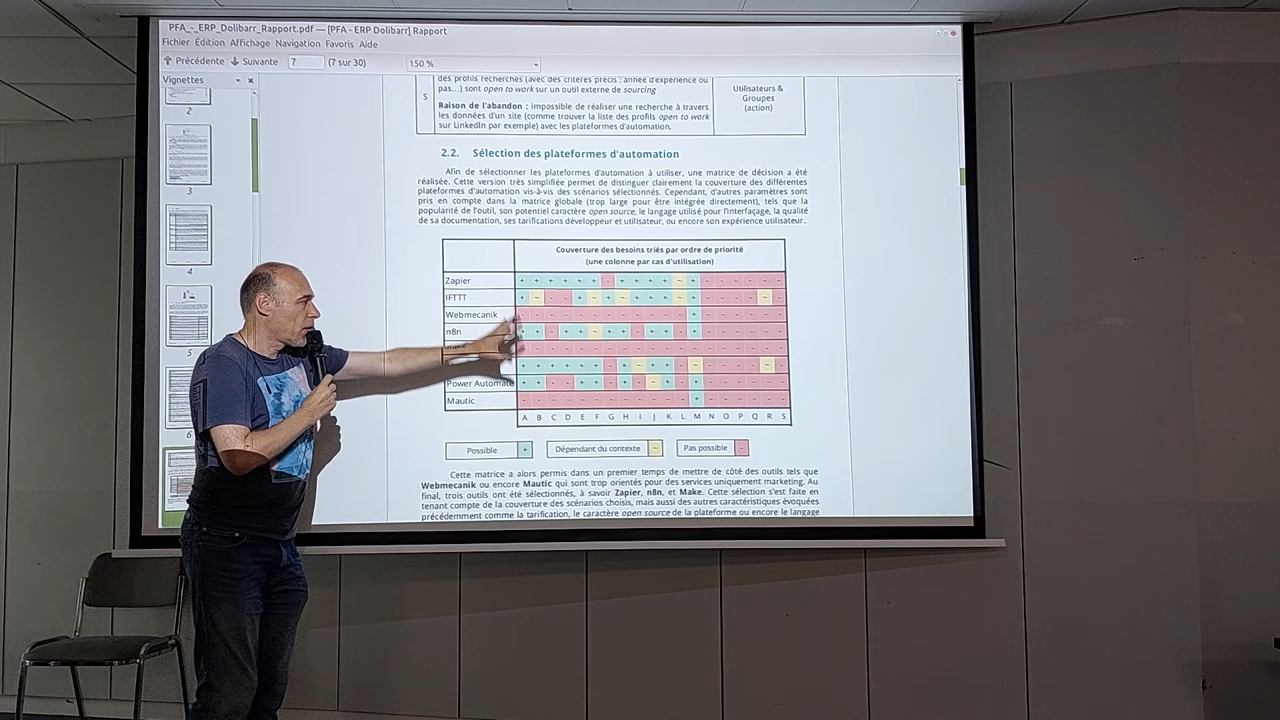 PFA_-_ERP_Dolibarr_Rapport.pdf — [PFA - ERP Dolibarr] Rapport
Fichier Édition Affichage Navigation Favoris Aide
Précédente Suivante 7 (7 sur 30) 150 %
Vignettes
2
3
4
5
6
des profils recherchés (avec des critères précis : année d'expérience ou
pas...) sont open to work sur un outil externe de sourcing
S
Raison de l'abandon : impossible de réaliser une recherche à travers
les données d'un site (comme trouver la liste des profils open to work
sur LinkedIn par exemple) avec les plateformes d'automation.
Utilisateurs &
Groupes
(action)
2.2. Sélection des plateformes d'automation
Afin de sélectionner les plateformes d'automation à utiliser, une matrice de décision a été
réalisée. Cette version très simplifiée permet de distinguer clairement la couverture des différentes
plateformes d'automation vis-à-vis des scénarios sélectionnés. Cependant, d'autres paramètres sont
pris en compte dans la matrice globale (trop large pour être intégrée directement), tels que la
popularité de l'outil, son potentiel caractère open source, le langage utilisé pour l'interfaçage, la qualité
de sa documentation, ses tarifications développeur et utilisateur, ou encore son expérience utilisateur.
Couverture des besoins triés par ordre de priorité
(une colonne par cas d'utilisation)
Zapier
IFTTT
Webmecanik
n8n
Power Automate
Mautic
A B C D E F G H I J K L M N O P Q R S
Possible + Dépendant du contexte ~ Pas possible -
Cette matrice a alors permis dans un premier temps de mettre de côté des outils tels que
Webmecanik ou encore Mautic qui sont trop orientés pour des services uniquement marketing. Au
final, trois outils ont été sélectionnés, à savoir Zapier, n8n, et Make. Cette sélection s'est faite en
tenant compte de la couverture des scénarios choisis, mais aussi des autres caractéristiques évoquées
précédemment comme la tarification, le caractère open source de la plateforme ou encore le langage